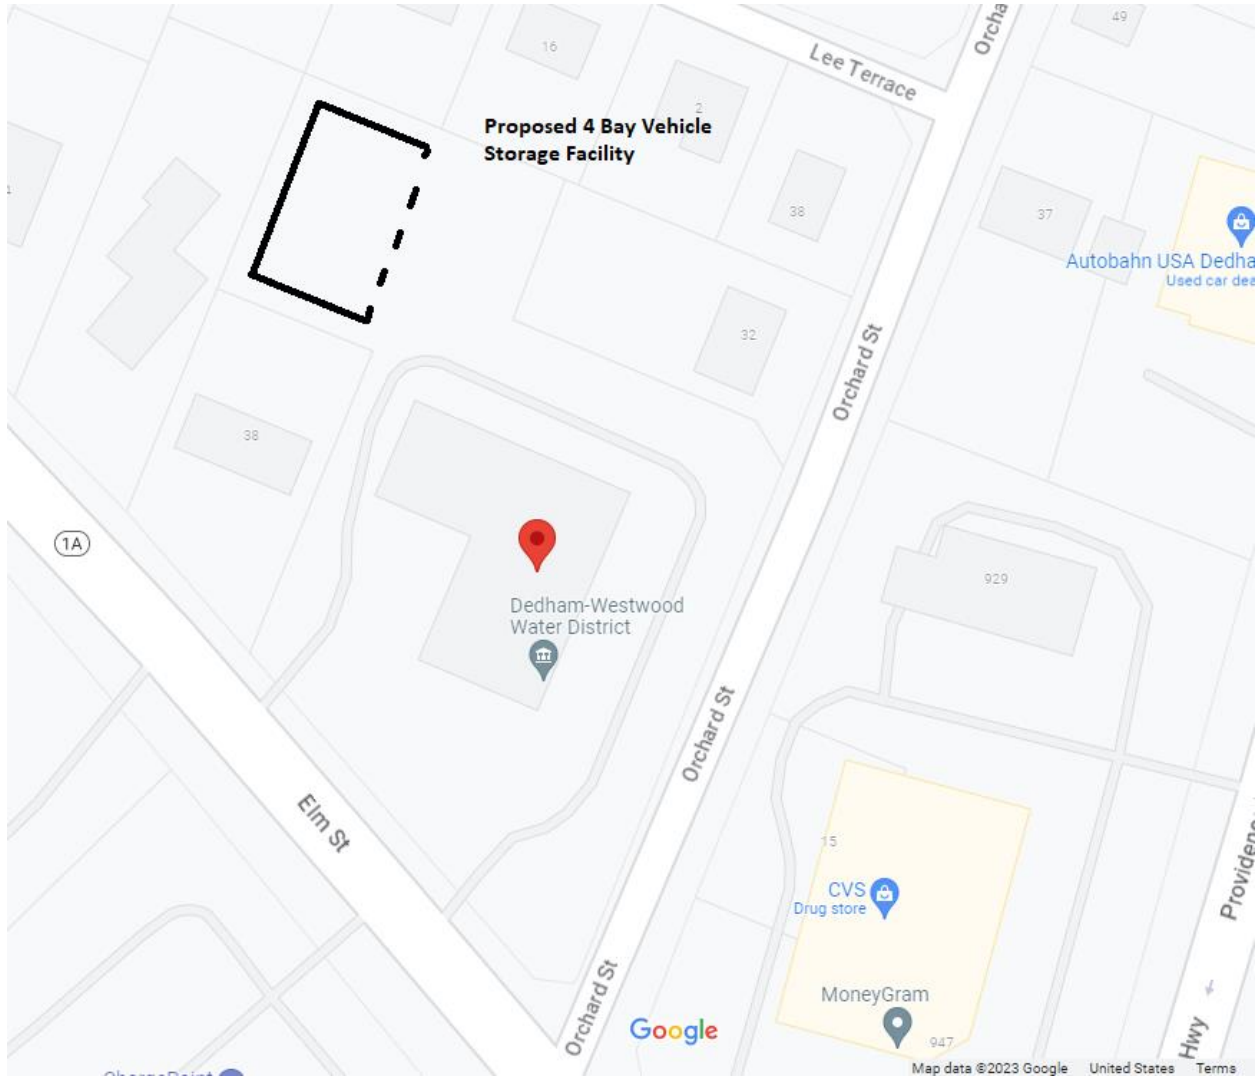 49
Orcha
16
Lee Terrace
2
Proposed 4 Bay Vehicle
Storage Facility
38
37
Autobahn USA Dedha
Used car dea
32
Orchard St
38
1A
929
Dedham-Westwood
Water District
Orchard St
Elm St
15
CVS
Drug store
Providenc
MoneyGram
Orchard St
Google
947
Hwy
Map data ©2023 Google United States Terms